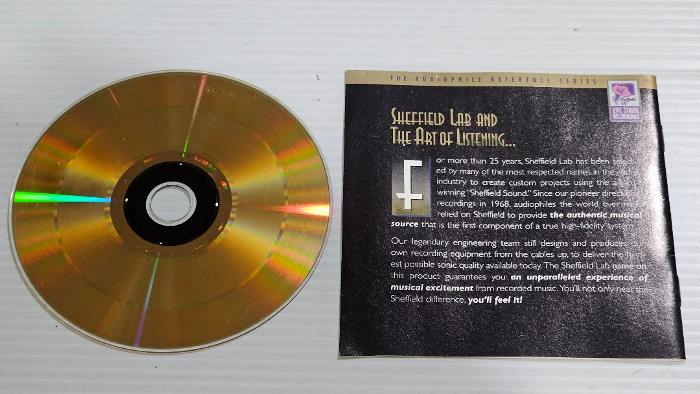 THE AUDIOPHILE REFERENCE SERIES
LIVE STUDIO
RECORDINGS
SHEFFIELD LAB AND
THE ART OF LISTENING...
For more than 25 years, Sheffield Lab has been
ed by many of the most respected names in the
industry to create custom projects using the
winning "Sheffield Sound." Since our pioneer direct
recordings in 1968, audiophiles the world over
relied on Sheffield to provide the authentic musical
source that is the first component of a true high-fidelity system.
Our legendary engineering team still designs and produces
own recording equipment from the cables up, to deliver the
est possible sonic quality available today. The Sheffield Lab name on
this product guarantees you an unparalleled experience of
musical excitement from recorded music. You'll not only hear the
Sheffield difference, you'll feel it!